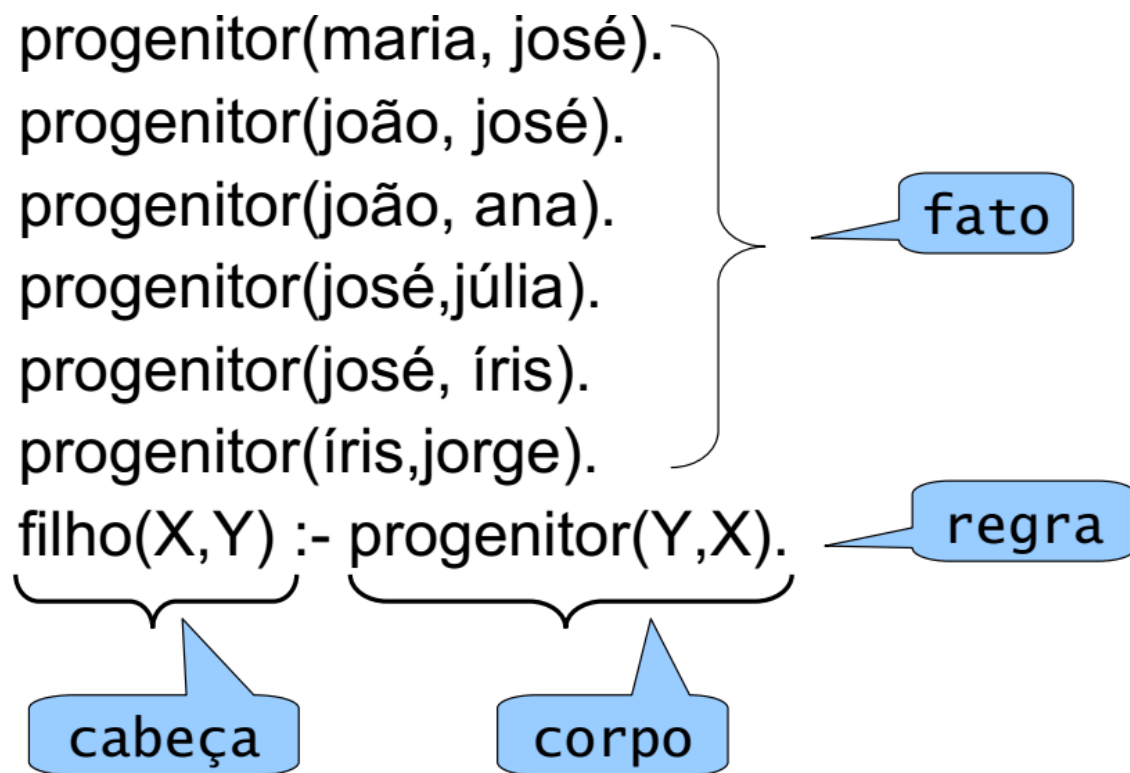 progenitor(maria, josé).
progenitor(joão, josé).
progenitor(joão, ana).
fato
progenitor(josé,júlia).
progenitor(josé, íris).
progenitor(íris,jorge).
filho(X,Y) :- progenitor(Y,X).
regra
cabeça
corpo